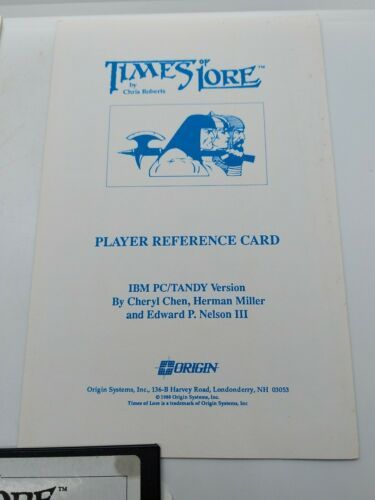 TIMES OF LORE™
by
Chris Roberts
PLAYER REFERENCE CARD
IBM PC/TANDY Version
By Cheryl Chen, Herman Miller
and Edward P. Nelson III
ORIGIN™
Origin Systems, Inc., 136-B Harvey Road, Londonderry, NH 03053
© 1988 Origin Systems, Inc.
Times of Lore is a trademark of Origin Systems, Inc
LORE™